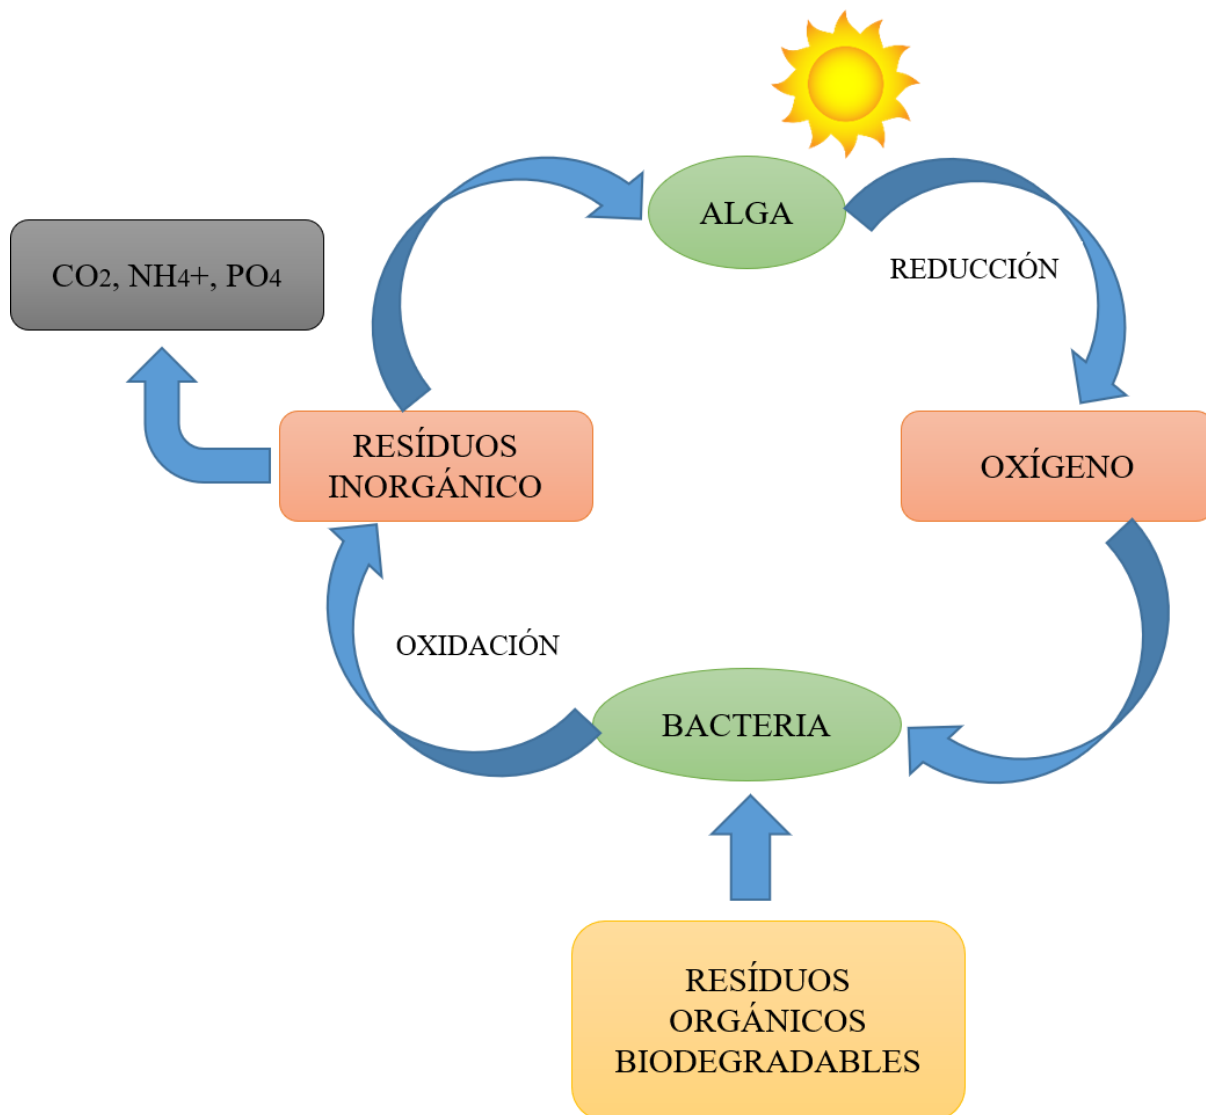 ALGA
REDUCCIÓN
CO2, NH4+, PO4
RESÍDUOS
INORGÁNICO
OXÍGENO
OXIDACIÓN
BACTERIA
RESÍDUOS
ORGÁNICOS
BIODEGRADABLES